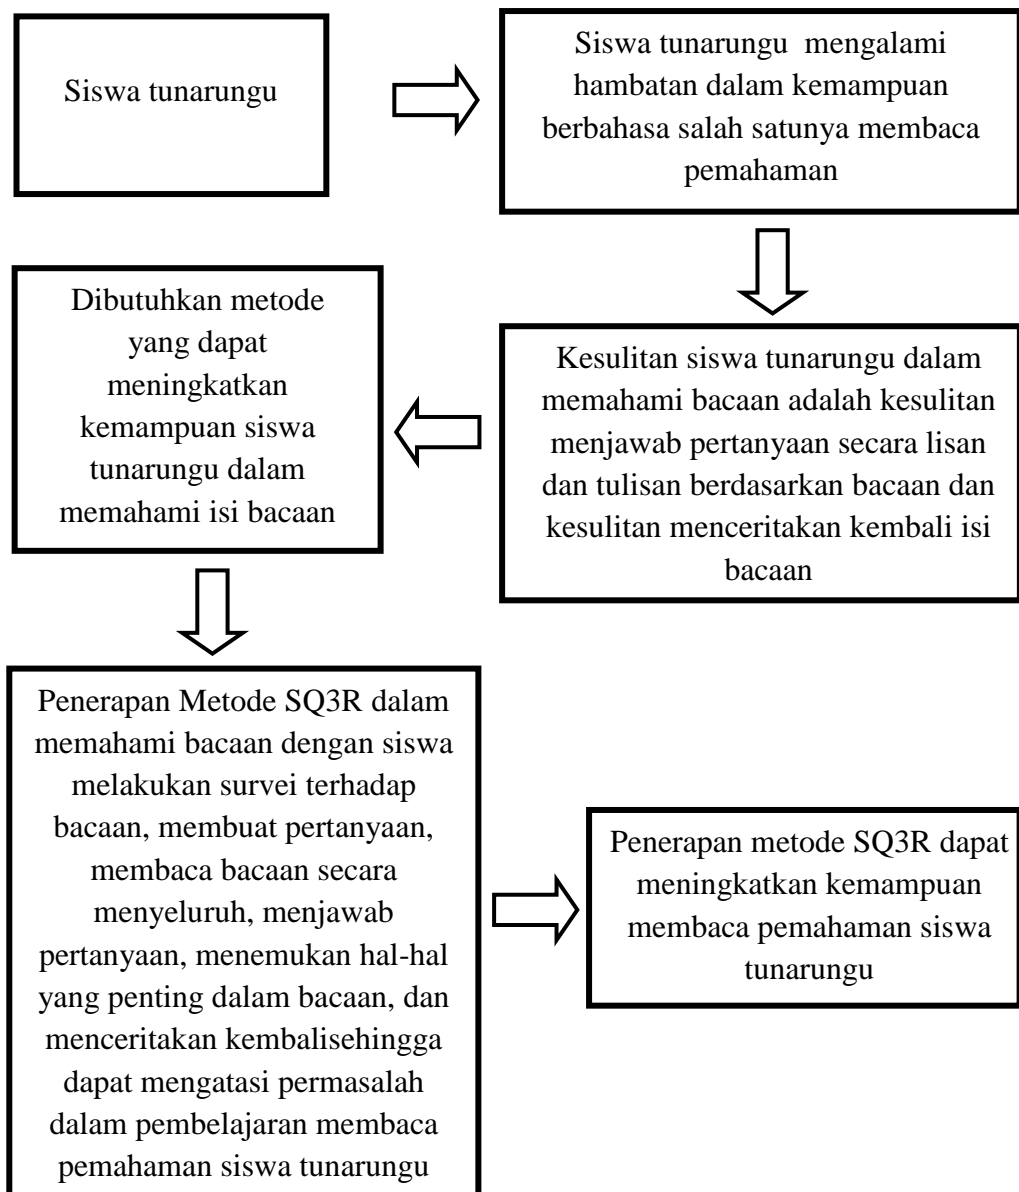 Siswa tunarungu
Siswa tunarungu  mengalami
hambatan dalam kemampuan
berbahasa salah satunya membaca
pemahaman
Kesulitan siswa tunarungu dalam
memahami bacaan adalah kesulitan
menjawab pertanyaan secara lisan
dan tulisan berdasarkan bacaan dan
kesulitan menceritakan kembali isi
bacaan
Dibutuhkan metode
yang dapat
meningkatkan
kemampuan siswa
tunarungu dalam
memahami isi bacaan
Penerapan Metode SQ3R dalam
memahami bacaan dengan siswa
melakukan survei terhadap
bacaan, membuat pertanyaan,
membaca bacaan secara
menyeluruh, menjawab
pertanyaan, menemukan hal-hal
yang penting dalam bacaan, dan
menceritakan kembalisehingga
dapat mengatasi permasalah
dalam pembelajaran membaca
pemahaman siswa tunarungu
Penerapan metode SQ3R dapat
meningkatkan kemampuan
membaca pemahaman siswa
tunarungu